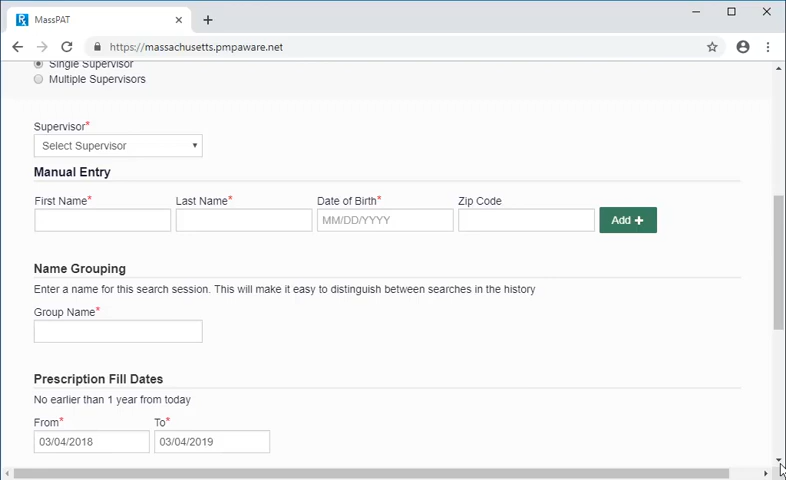 MassPAT
https://massachusetts.pmpaware.net
Single Supervisor
Multiple Supervisors
Supervisor*
Select Supervisor
Manual Entry
First Name* Last Name* Date of Birth* Zip Code
MM/DD/YYYY Add +
Name Grouping
Enter a name for this search session. This will make it easy to distinguish between searches in the history
Group Name*
Prescription Fill Dates
No earlier than 1 year from today
From* To*
03/04/2018 03/04/2019